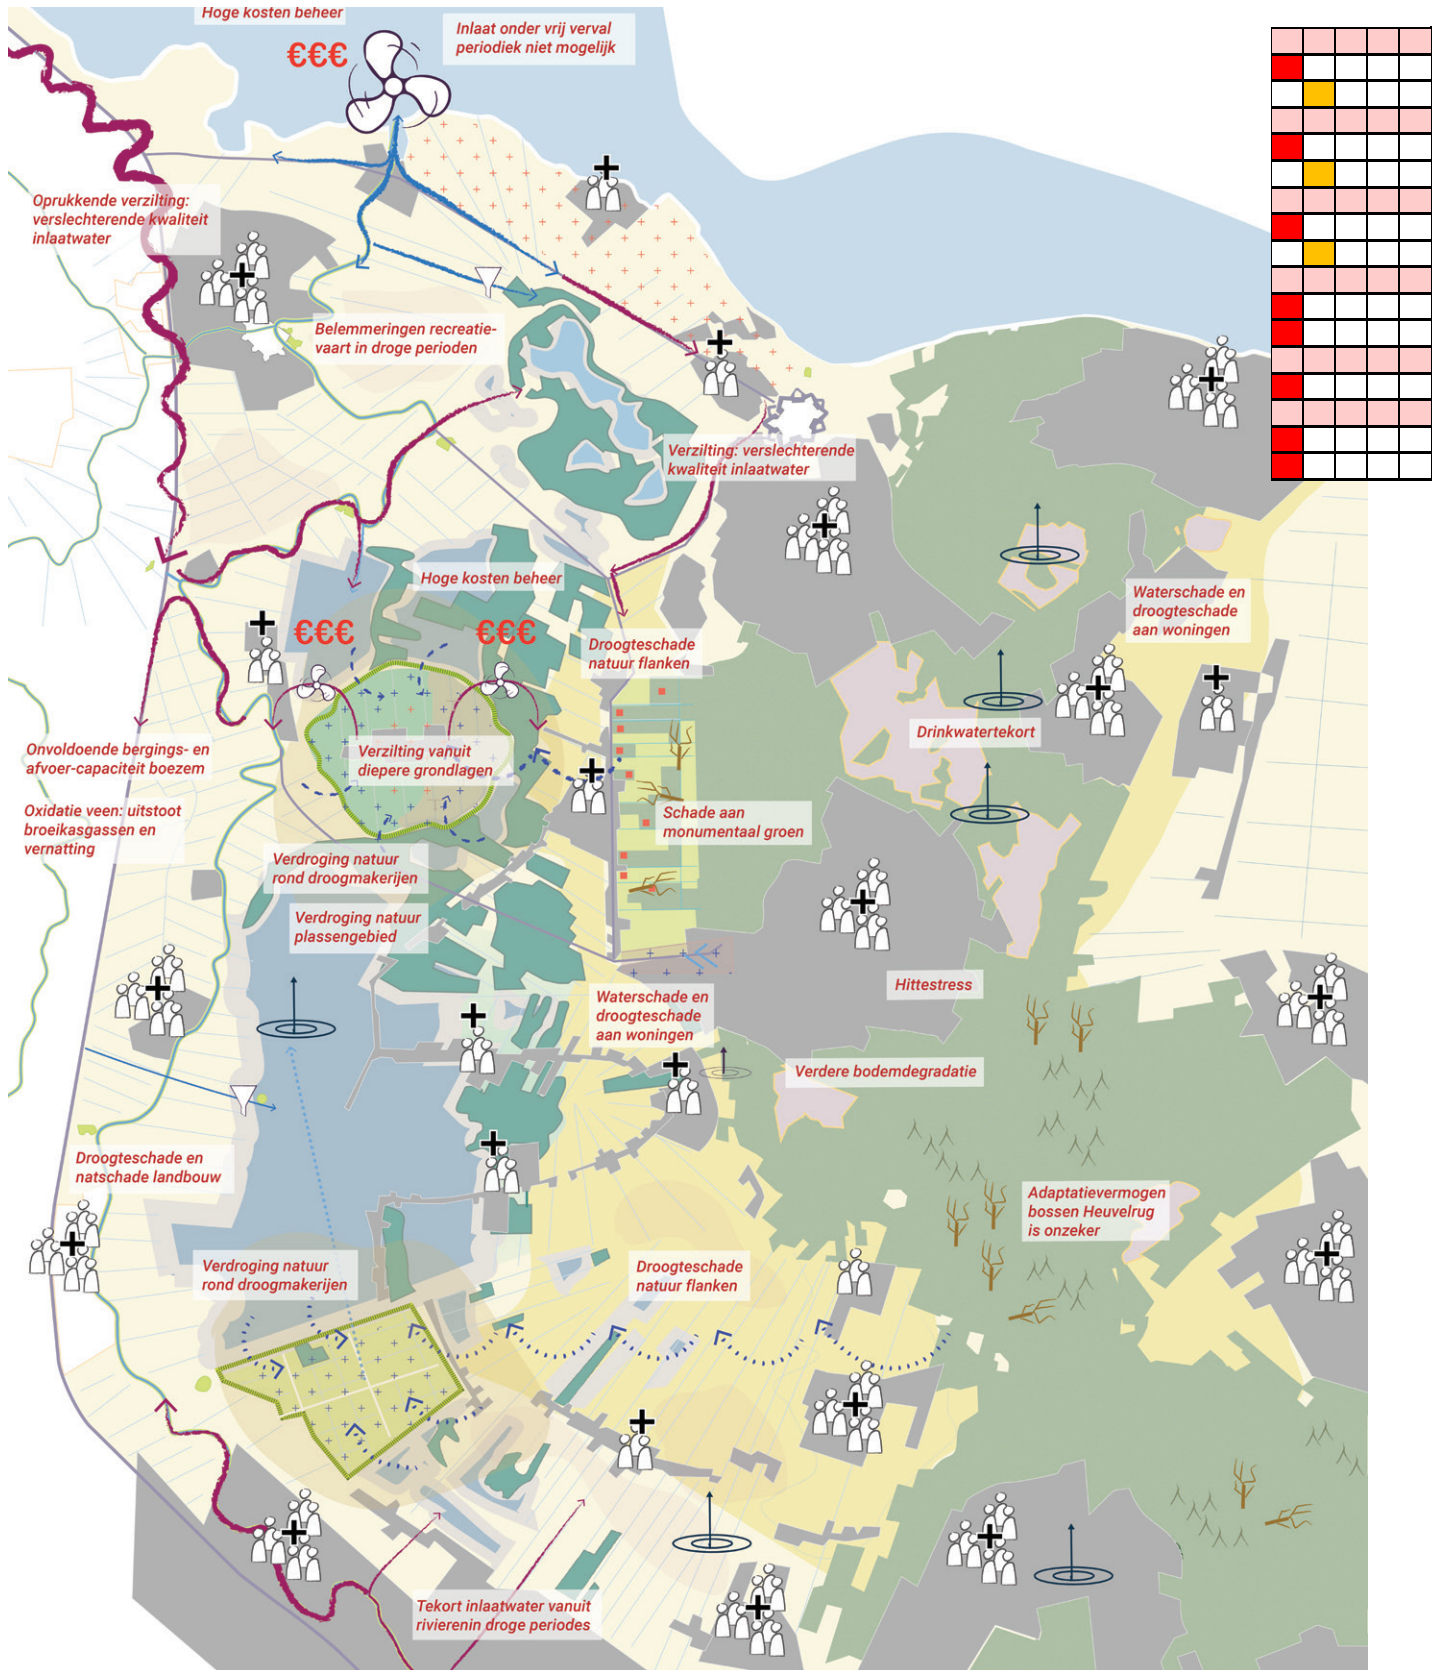 Hoge kosten beheer
€€€
Inlaat onder vrij verval
periodiek niet mogelijk
Oprukkende verzilting:
verslechterende kwaliteit
inlaatwater
Belemmeringen recreatie-
vaart in droge perioden
Verzilting: verslechterende
kwaliteit inlaatwater
Hoge kosten beheer
€€€
€€€
Waterschade en
droogteschade
aan woningen
Droogteschade
natuur flanken
Drinkwatertekort
Onvoldoende bergings- en
afvoer-capaciteit boezem
Verzilting vanuit
diepere grondlagen
Oxidatie veen: uitstoot
broeikasgassen en
vernatting
Schade aan
monumentaal groen
Verdroging natuur
rond droogmakerijen
Verdroging natuur
plassengebied
Hittestress
Waterschade en
droogteschade
aan woningen
Verdere bodemdegradatie
Droogteschade en
natschade landbouw
Adaptatievermogen
bossen Heuvelrug
is onzeker
Verdroging natuur
rond droogmakerijen
Droogteschade
natuur flanken
Tekort inlaatwater vanuit
rivierenin droge periodes